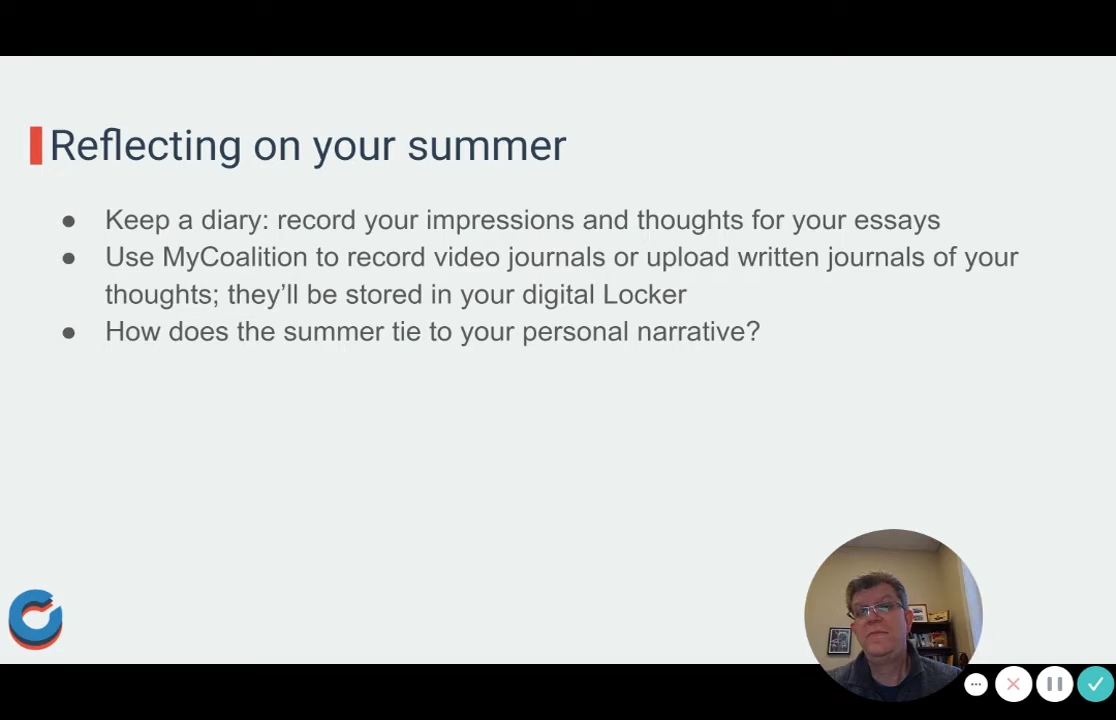 Reflecting on your summer
● Keep a diary: record your impressions and thoughts for your essays
● Use MyCoalition to record video journals or upload written journals of your
thoughts; they’ll be stored in your digital Locker
● How does the summer tie to your personal narrative?